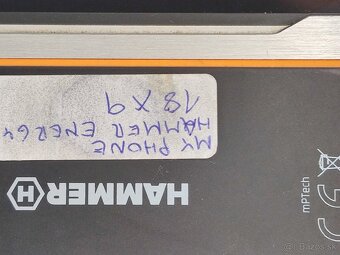 MY PHONE
HAMMER ENERGY
18X9
HAMMER
mPTech